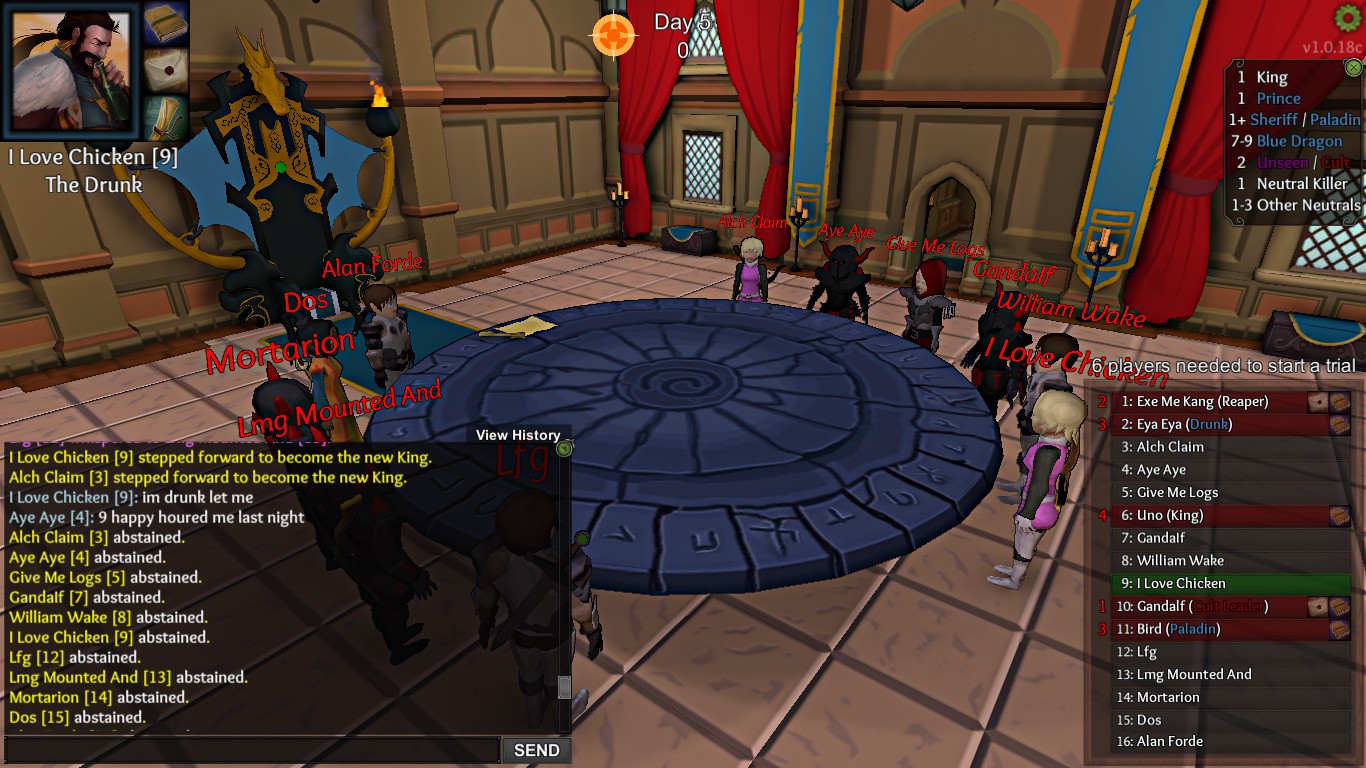 Day 5
0
v1.0.18c
1 King
1 Prince
1+ Sheriff / Paladin
7-9 Blue Dragon
2 Unseen / Cult
1 Neutral Killer
1-3 Other Neutrals
I Love Chicken [9]
The Drunk
Alch Claim
Aye Aye
Give Me Logs
Gandalf
William Wake
I Love Chicken
Alan Forde
Dos
Mortarion
Lmg Mounted And
Lfg
6 players needed to start a trial
View History
I Love Chicken [9] stepped forward to become the new King.
Alch Claim [3] stepped forward to become the new King.
I Love Chicken [9]: im drunk let me
Aye Aye [4]: 9 happy houred me last night
Alch Claim [3] abstained.
Aye Aye [4] abstained.
Give Me Logs [5] abstained.
Gandalf [7] abstained.
William Wake [8] abstained.
I Love Chicken [9] abstained.
Lfg [12] abstained.
Lmg Mounted And [13] abstained.
Mortarion [14] abstained.
Dos [15] abstained.
SEND
2 1: Exe Me Kang (Reaper)
3 2: Eya Eya (Drunk)
3: Alch Claim
4: Aye Aye
5: Give Me Logs
4 6: Uno (King)
7: Gandalf
8: William Wake
9: I Love Chicken
1 10: Gandalf (Cult Leader)
3 11: Bird (Paladin)
12: Lfg
13: Lmg Mounted And
14: Mortarion
15: Dos
16: Alan Forde